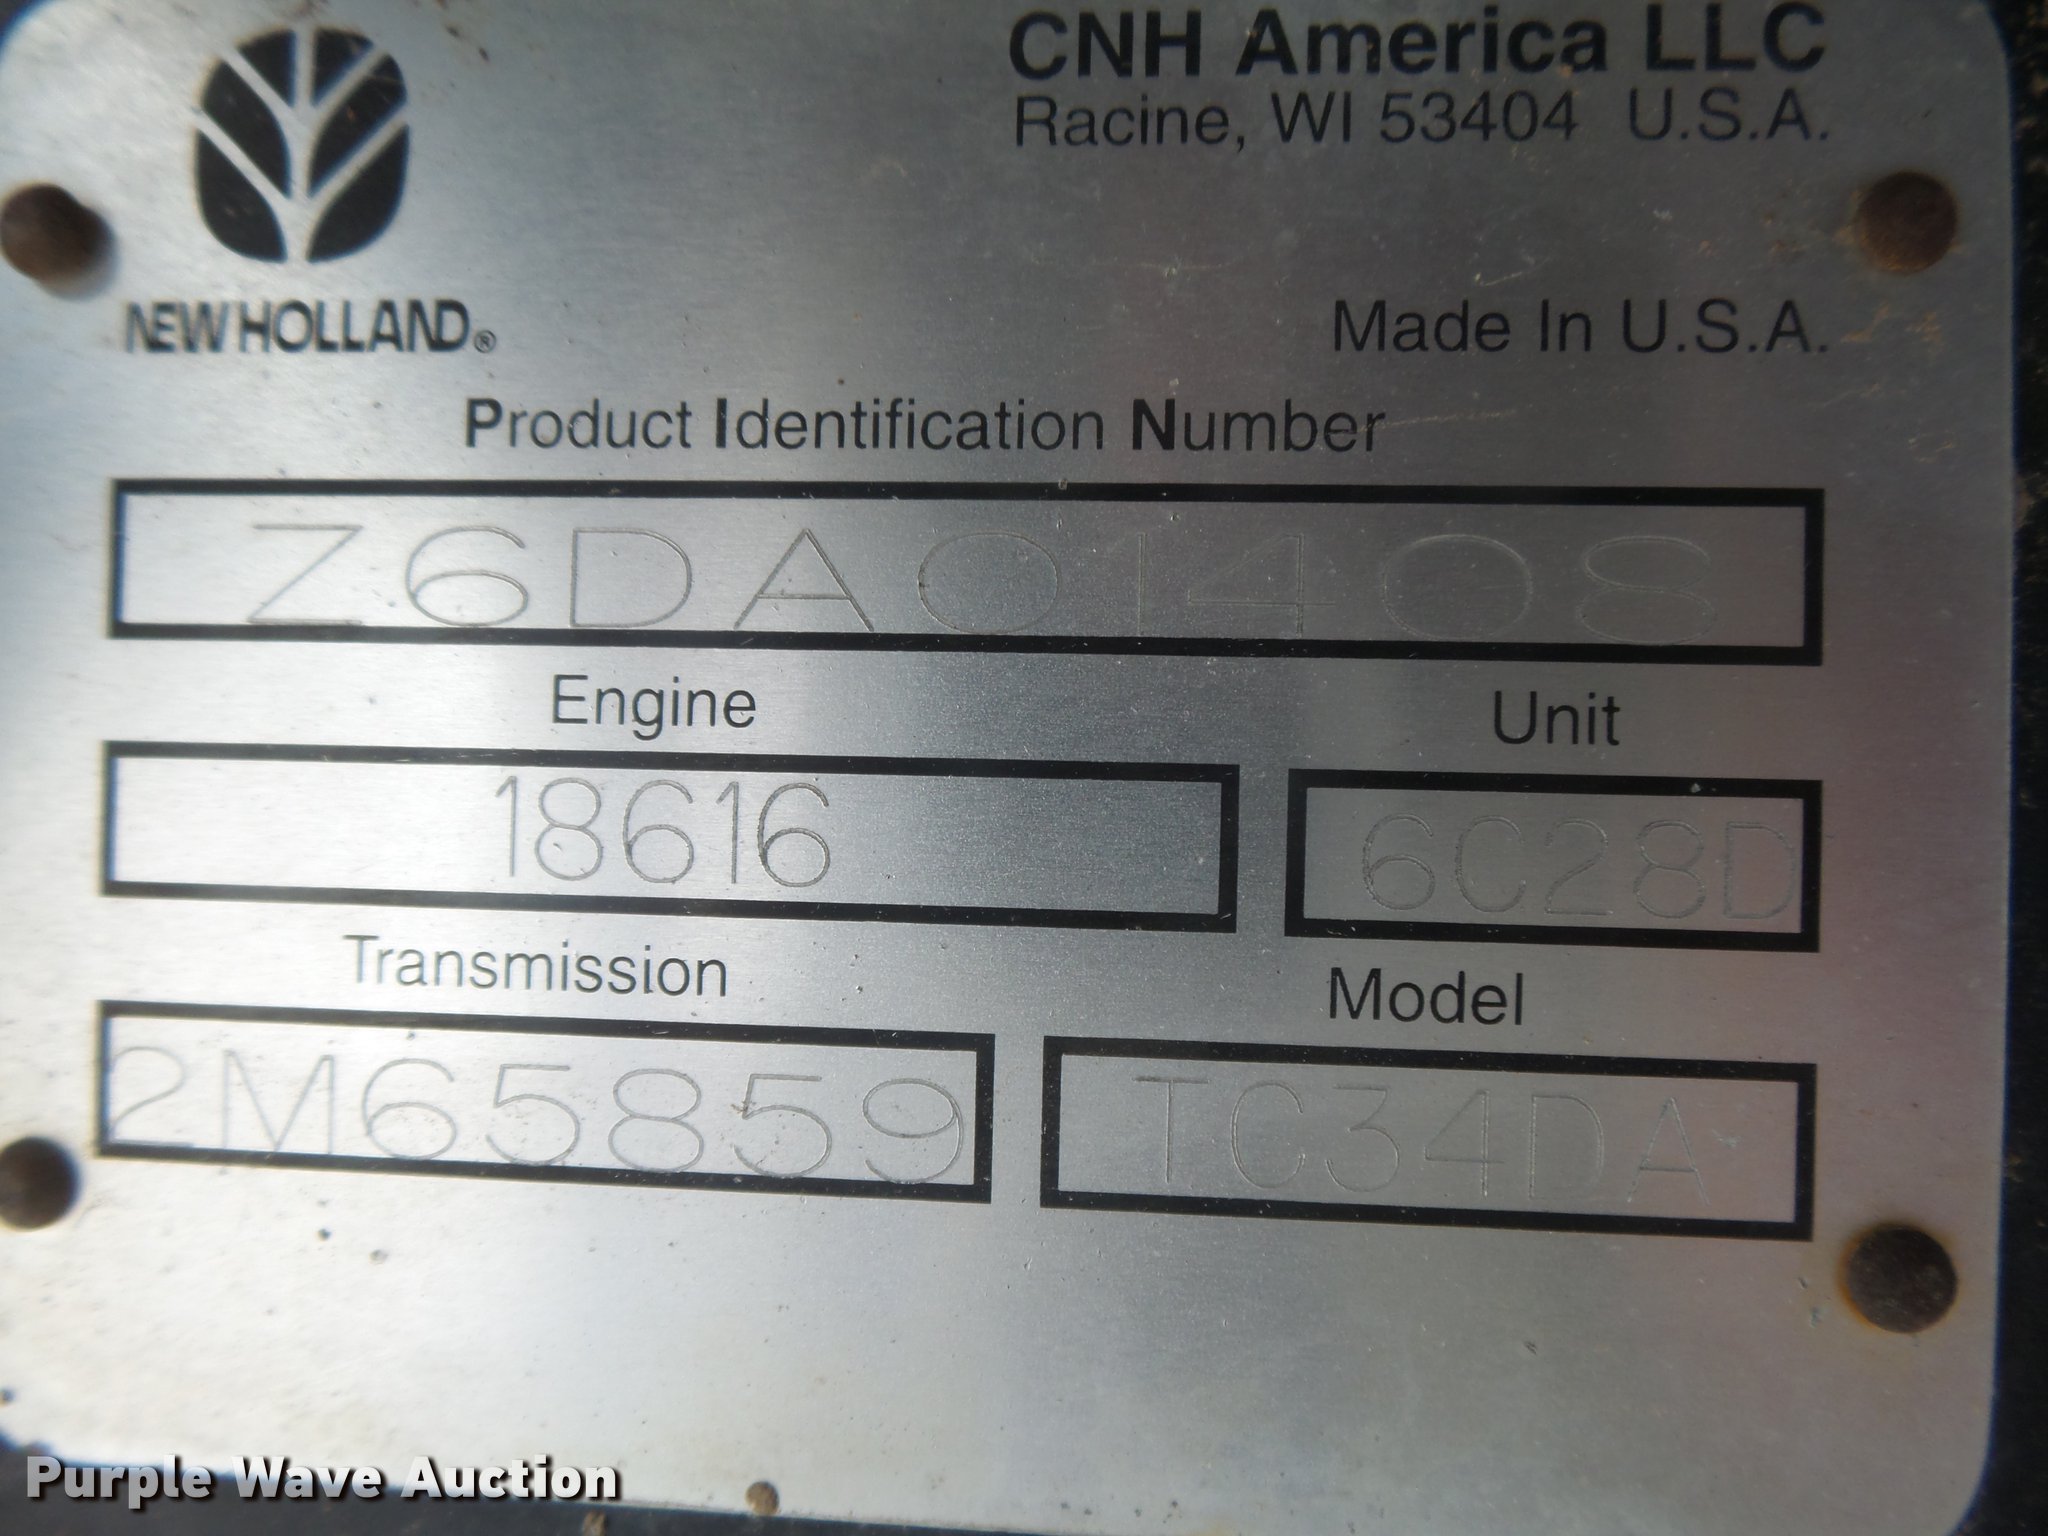 CNH America LLC
Racine, WI 53404 U.S.A.
NEW HOLLAND®
Made In U.S.A.
Product Identification Number
Z6DA01408
Engine
Unit
18616
6C28D
Transmission
Model
2M65859
TC34DA
Purple Wave Auction